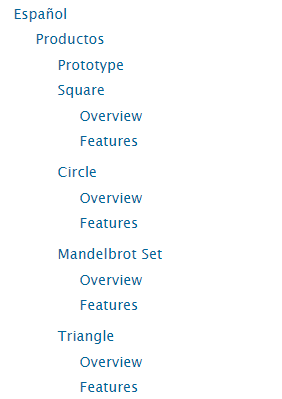 Español
Productos
Prototype
Square
Overview
Features
Circle
Overview
Features
Mandelbrot Set
Overview
Features
Triangle
Overview
Features